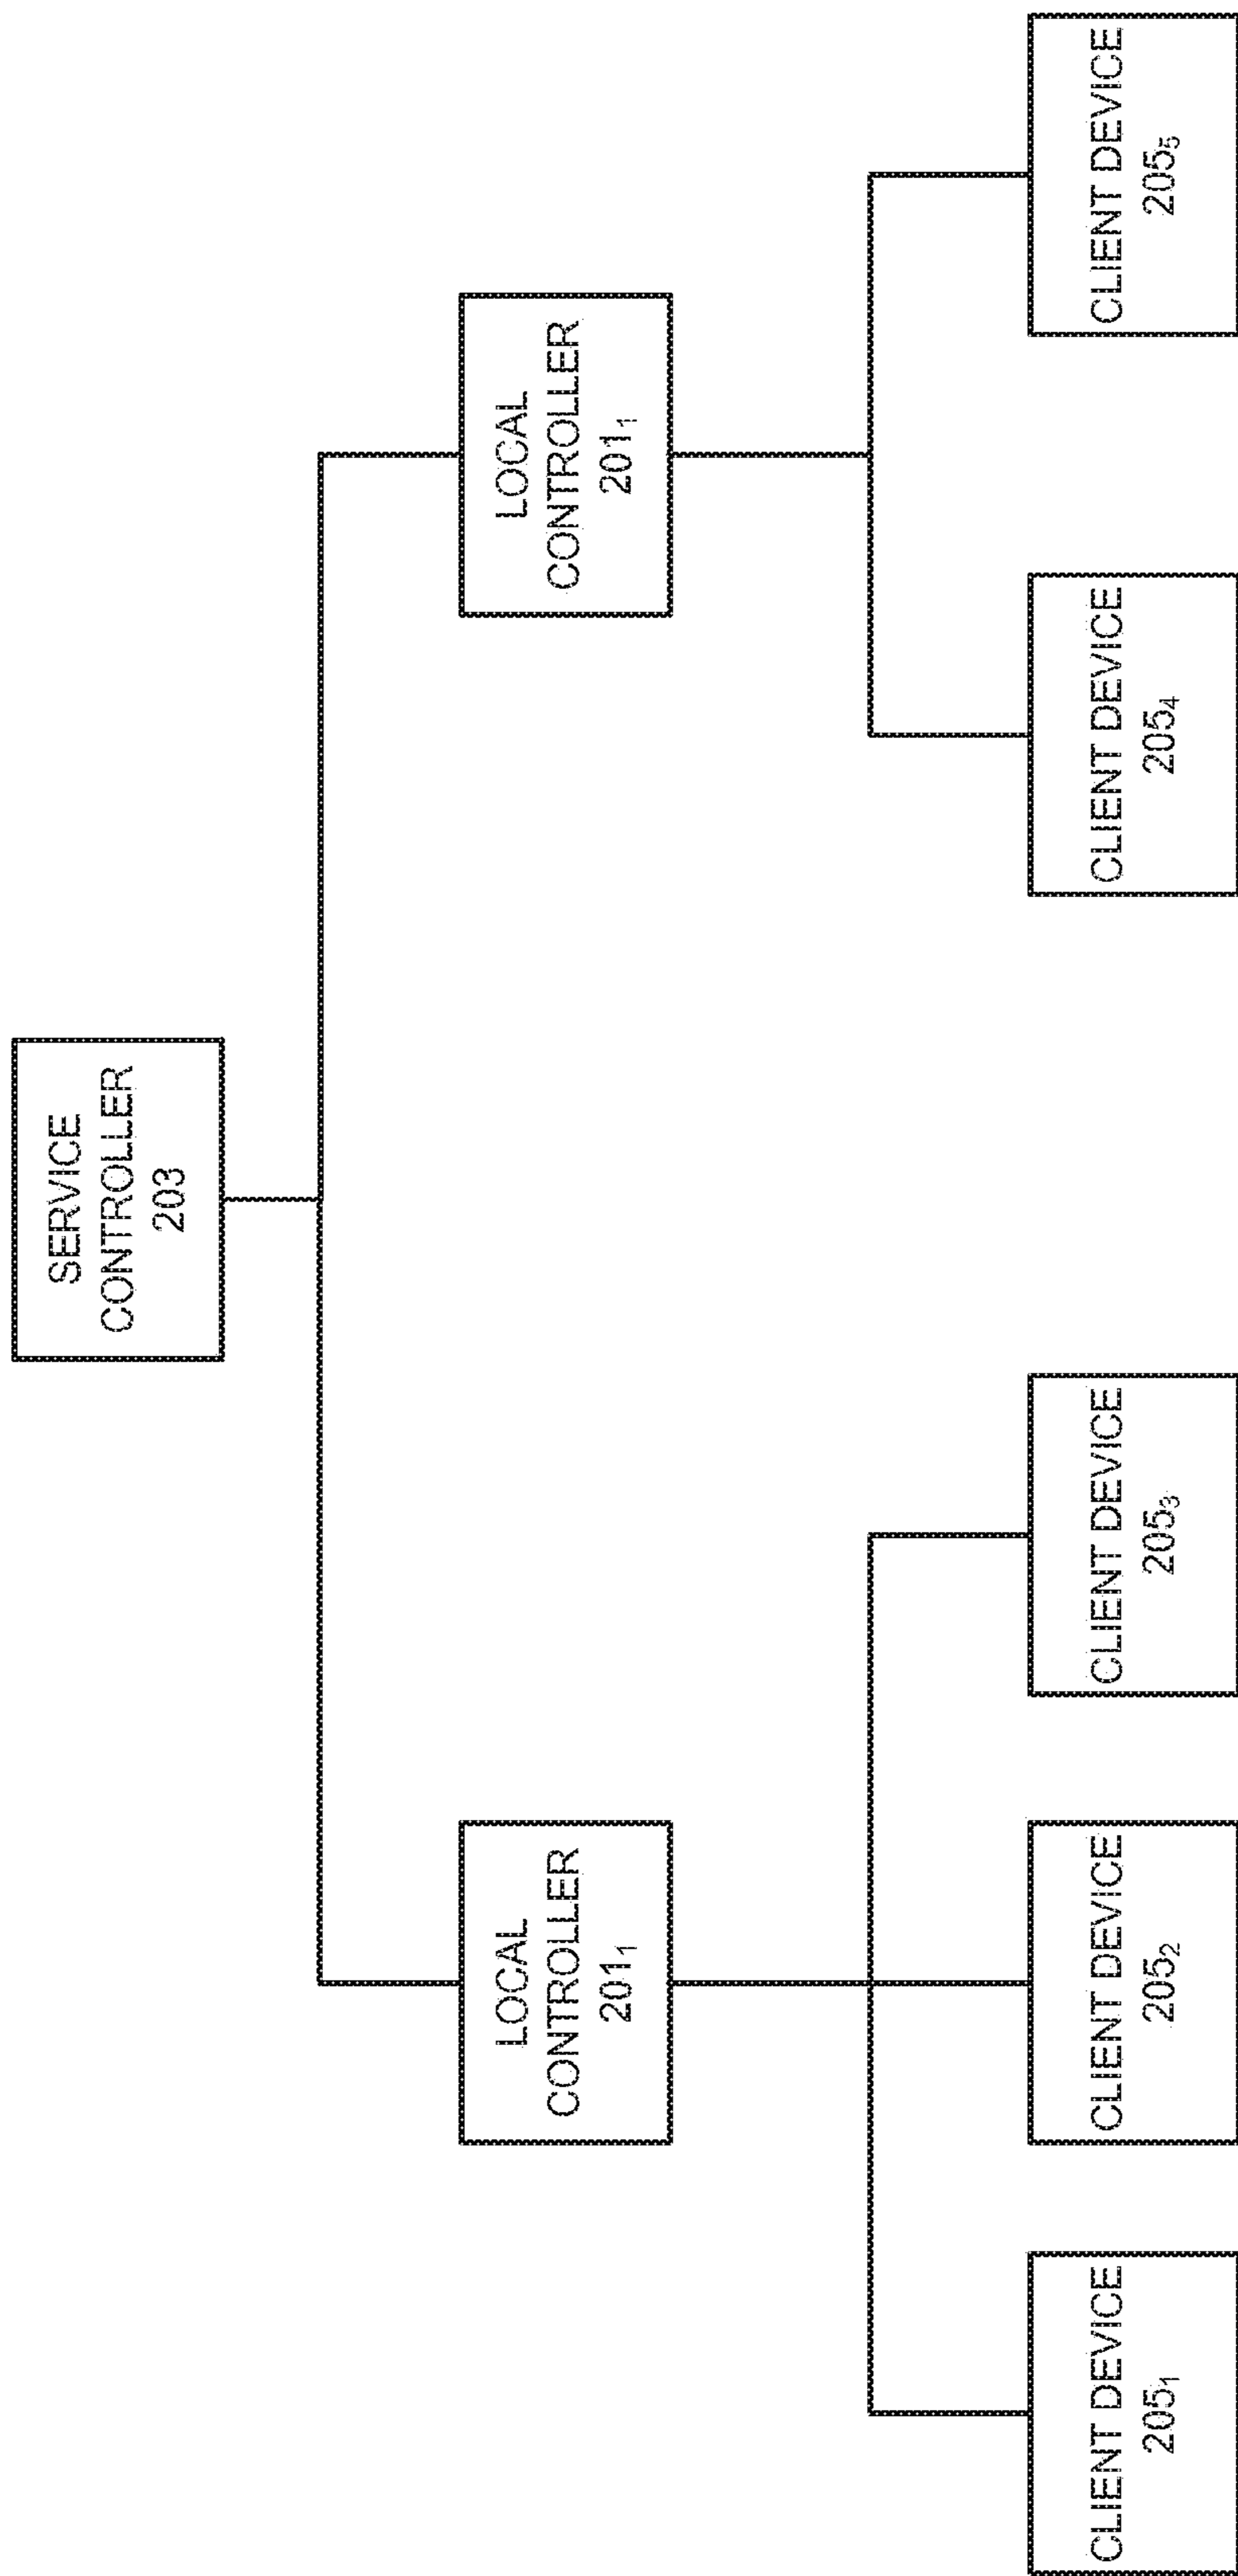 SERVICE
CONTROLLER
203
LOCAL
CONTROLLER
201₁
LOCAL
CONTROLLER
201₁
CLIENT DEVICE
205₁
CLIENT DEVICE
205₂
CLIENT DEVICE
205₃
CLIENT DEVICE
205₄
CLIENT DEVICE
205₅